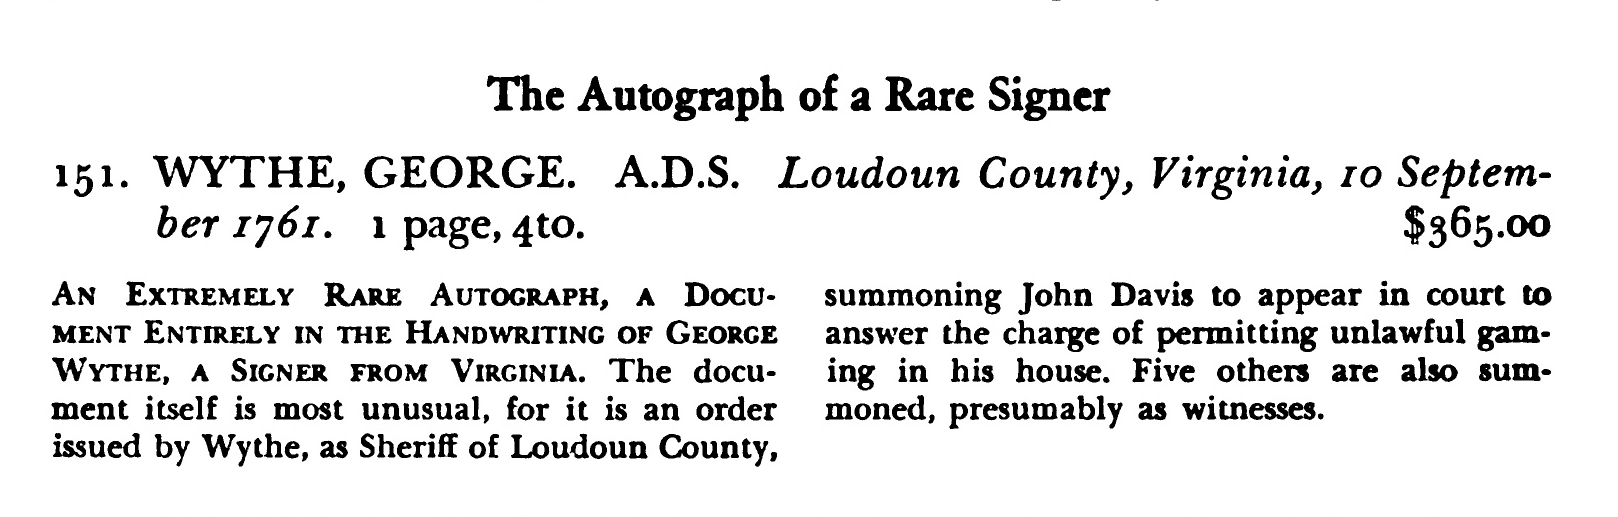 The Autograph of a Rare Signer
151. WYTHE, GEORGE. A.D.S. Loudoun County, Virginia, 10 Septem-
ber 1761. 1 page, 4to. $365.00
An Extremely Rare Autograph, a Docu-
ment Entirely in the Handwriting of George
Wythe, a Signer from Virginia. The docu-
ment itself is most unusual, for it is an order
issued by Wythe, as Sheriff of Loudoun County,
summoning John Davis to appear in court to
answer the charge of permitting unlawful gam-
ing in his house. Five others are also sum-
moned, presumably as witnesses.